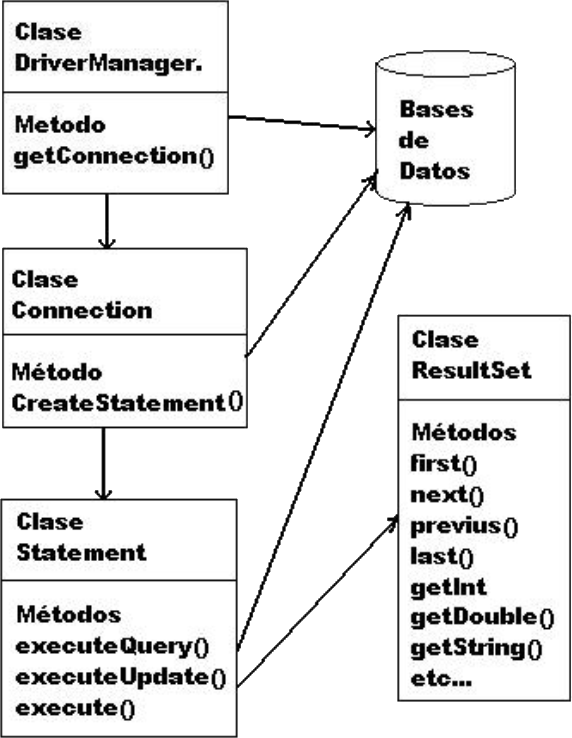 Clase
DriverManager.
Metodo
getConnection()
Bases
de
Datos
Clase
Connection
Método
CreateStatement()
Clase
ResultSet
Métodos
first()
next()
previus()
last()
getInt
getDouble()
getString()
etc...
Clase
Statement
Métodos
executeQuery()
executeUpdate()
execute()